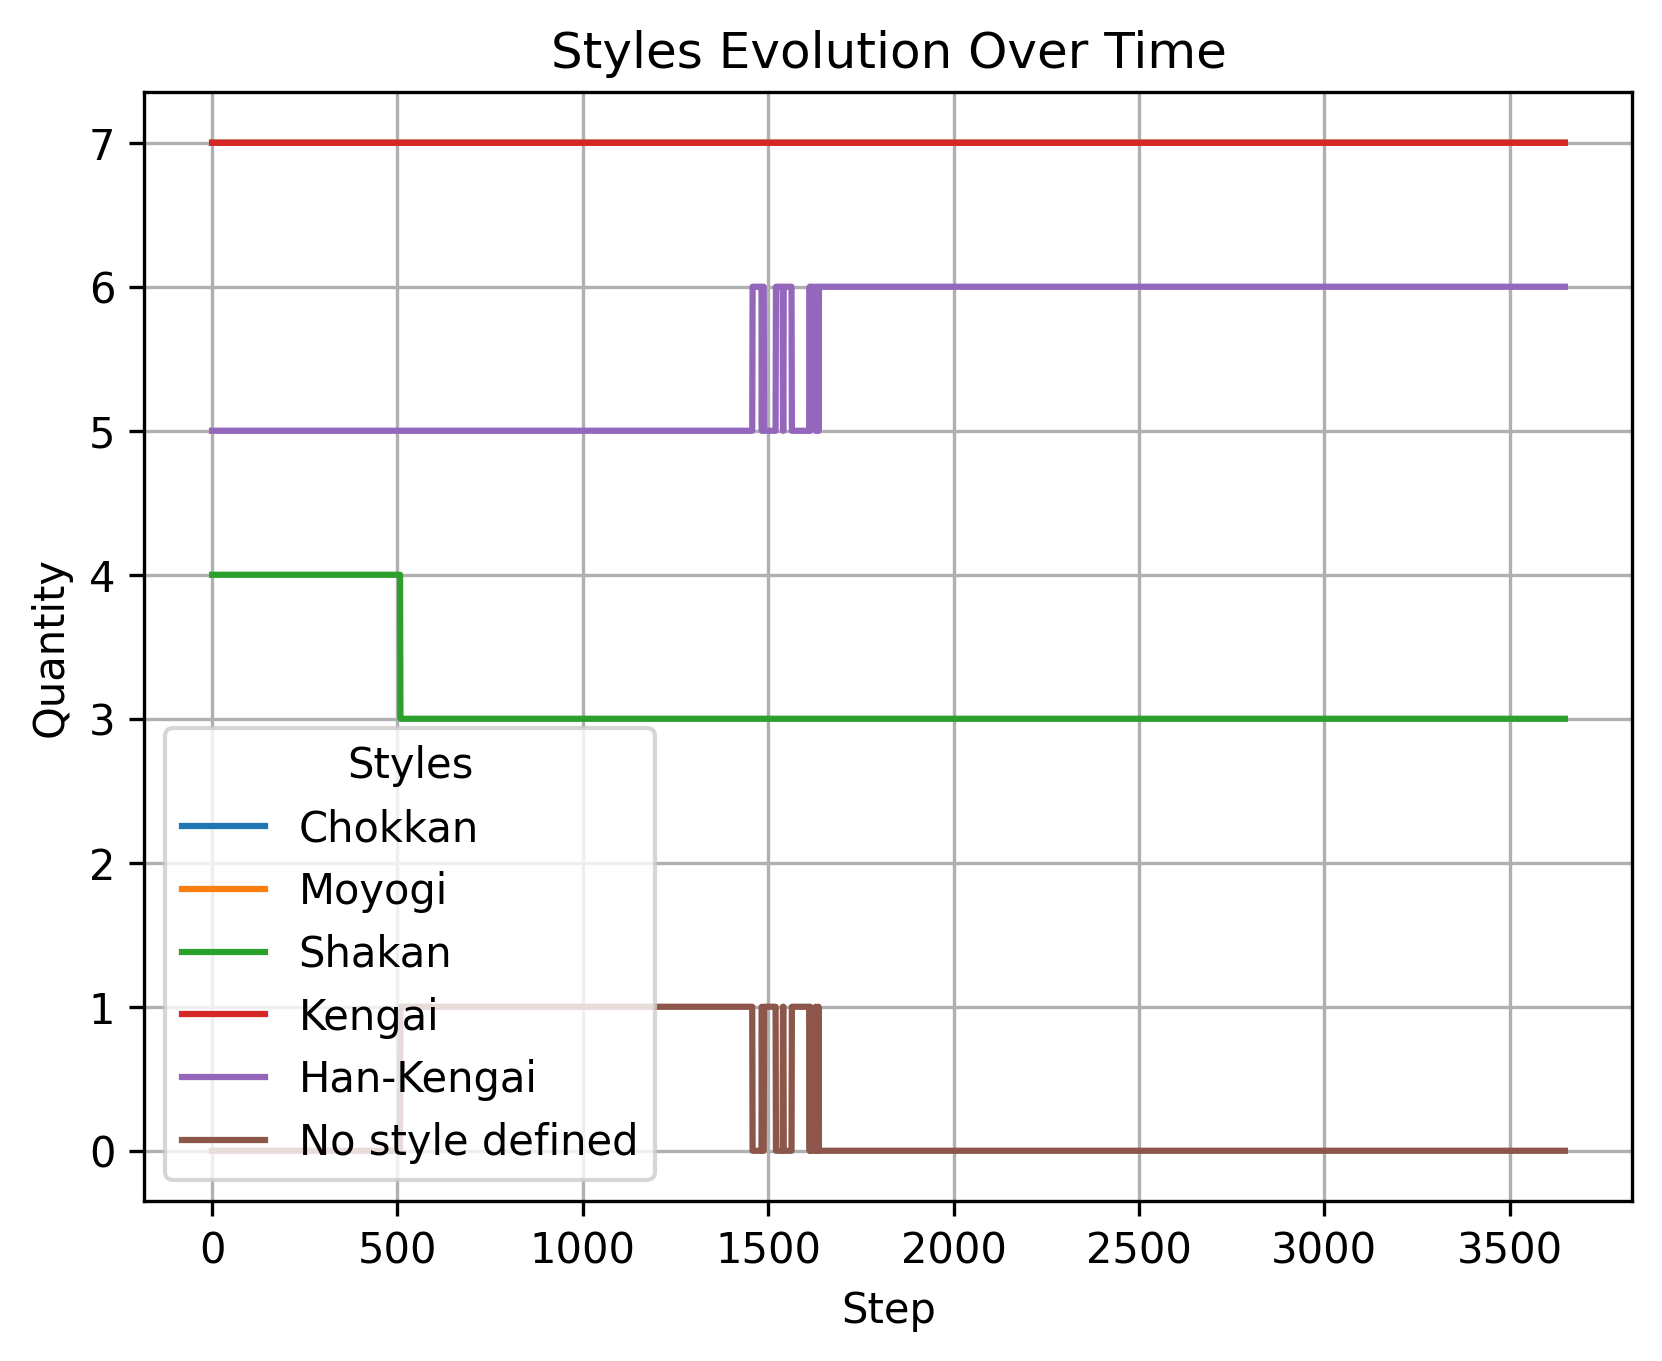 Styles Evolution Over Time
Quantity
7
6
5
4
3
2
1
0
Styles
Chokkan
Moyogi
Shakan
Kengai
Han-Kengai
No style defined
0 500 1000 1500 2000 2500 3000 3500
Step